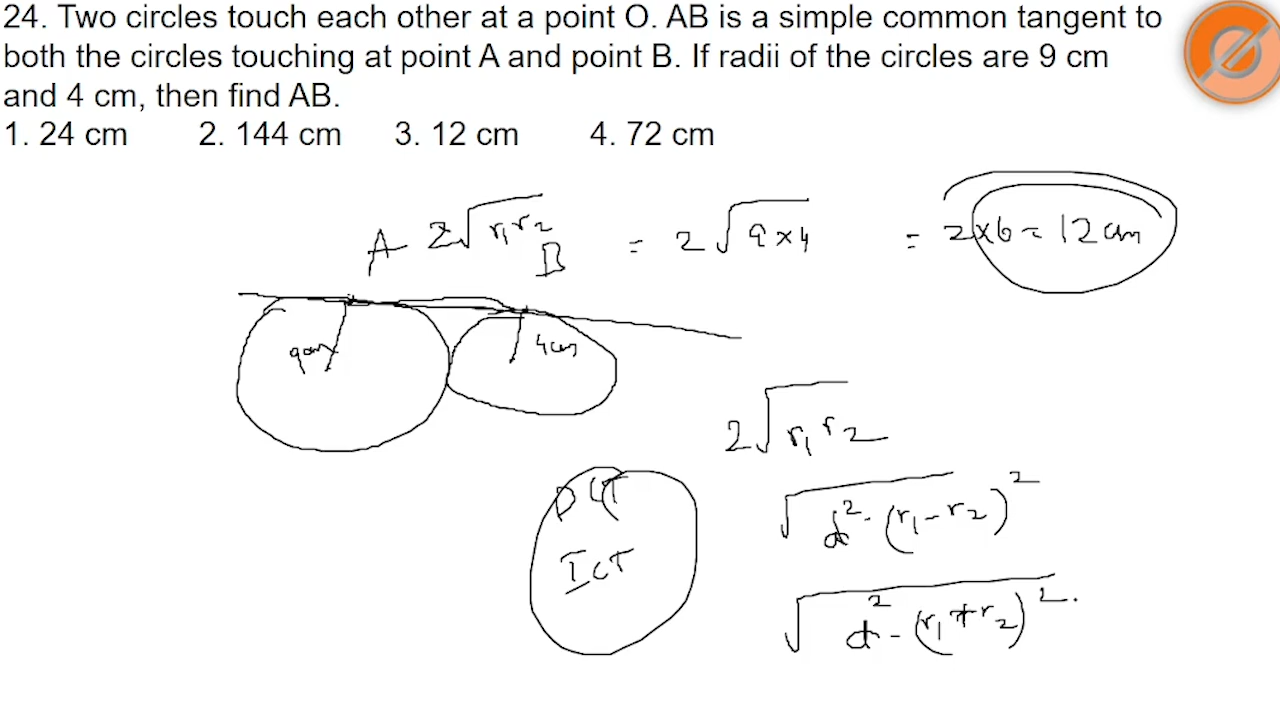 24. Two circles touch each other at a point O. AB is a simple common tangent to
both the circles touching at point A and point B. If radii of the circles are 9 cm
and 4 cm, then find AB.
1. 24 cm 2. 144 cm 3. 12 cm 4. 72 cm
A 2√r₁r₂ B = 2√9×4 = 2×6=12cm
9cm 4cm
2√r₁r₂
DCT
√d²-(r₁-r₂)²
ICT
√d²-(r₁+r₂)².